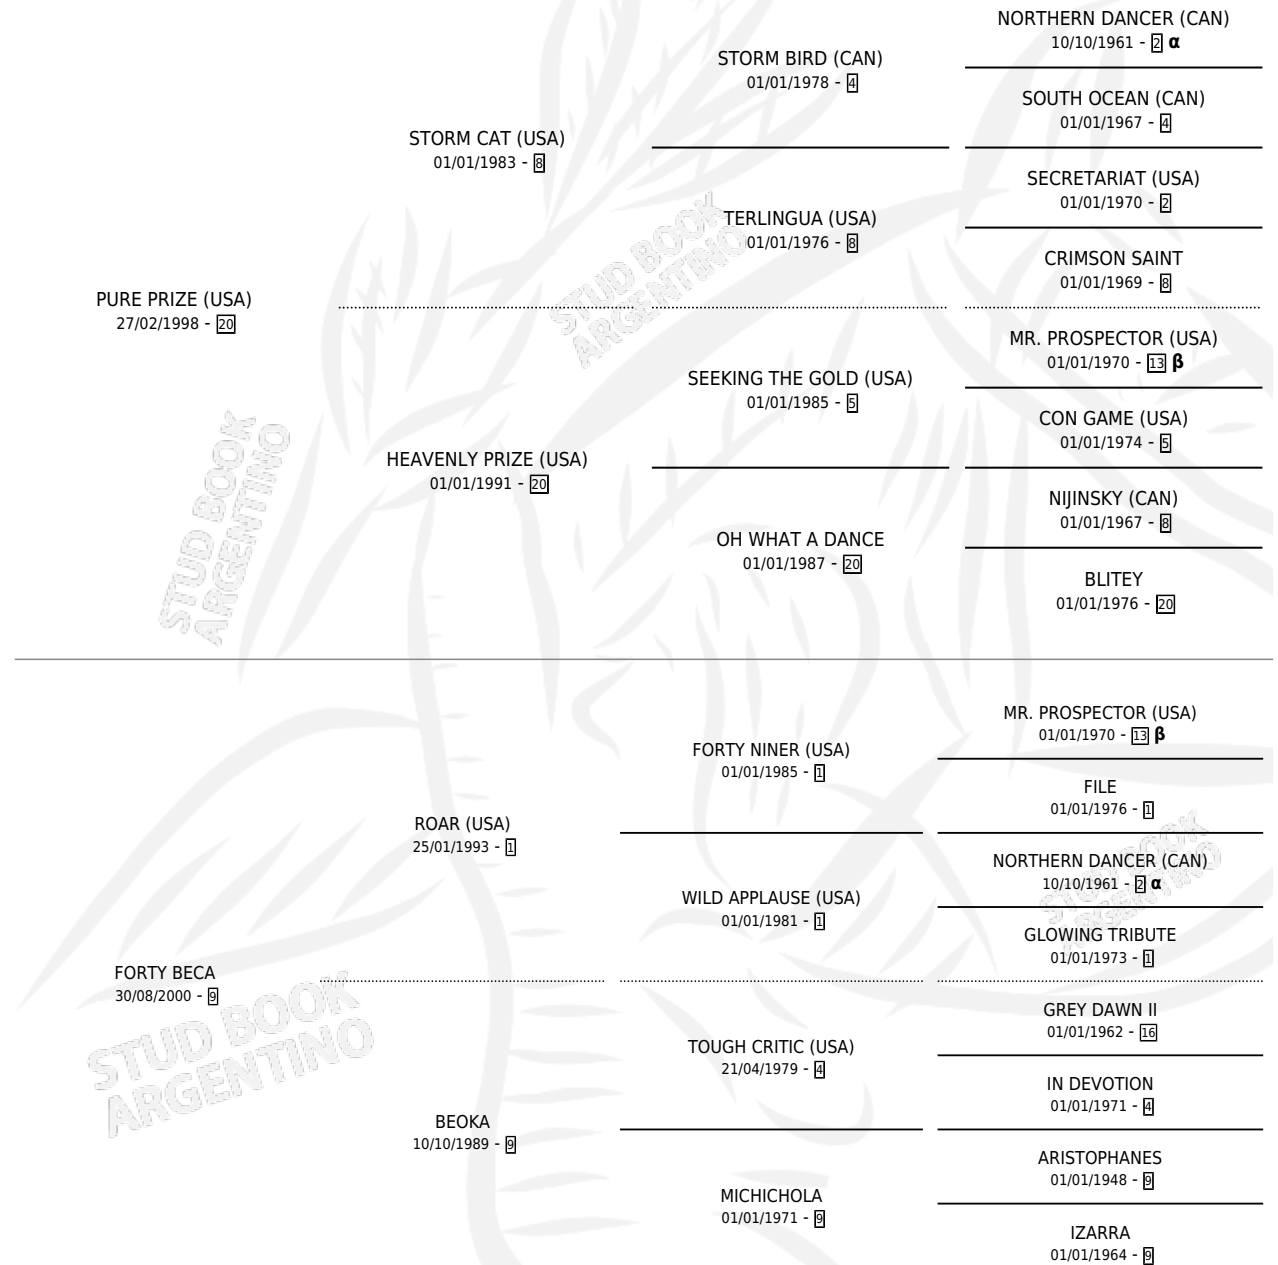 NORTHERN DANCER (CAN)
10/10/1961 - 2 α
STORM BIRD (CAN)
01/01/1978 - 4
SOUTH OCEAN (CAN)
01/01/1967 - 4
STORM CAT (USA)
01/01/1983 - 8
SECRETARIAT (USA)
01/01/1970 - 2
TERLINGUA (USA)
01/01/1976 - 8
CRIMSON SAINT
01/01/1969 - 8
PURE PRIZE (USA)
27/02/1998 - 20
STUD BOOK
ARGENTINO
MR. PROSPECTOR (USA)
01/01/1970 - 13 β
SEEKING THE GOLD (USA)
01/01/1985 - 5
CON GAME (USA)
01/01/1974 - 5
HEAVENLY PRIZE (USA)
01/01/1991 - 20
NIJINSKY (CAN)
01/01/1967 - 8
OH WHAT A DANCE
01/01/1987 - 20
BLITEY
01/01/1976 - 20
STUD BOOK
ARGENTINO
MR. PROSPECTOR (USA)
01/01/1970 - 13 β
FORTY NINER (USA)
01/01/1985 - 1
FILE
01/01/1976 - 1
ROAR (USA)
25/01/1993 - 1
NORTHERN DANCER (CAN)
10/10/1961 - 2 α
WILD APPLAUSE (USA)
01/01/1981 - 1
GLOWING TRIBUTE
01/01/1973 - 1
STUD BOOK
ARGENTINO
FORTY BECA
30/08/2000 - 9
GREY DAWN II
01/01/1962 - 16
TOUGH CRITIC (USA)
21/04/1979 - 4
IN DEVOTION
01/01/1971 - 4
STUD BOOK
ARGENTINO
BEOKA
10/10/1989 - 9
ARISTOPHANES
01/01/1948 - 9
MICHICHOLA
01/01/1971 - 9
IZARRA
01/01/1964 - 9